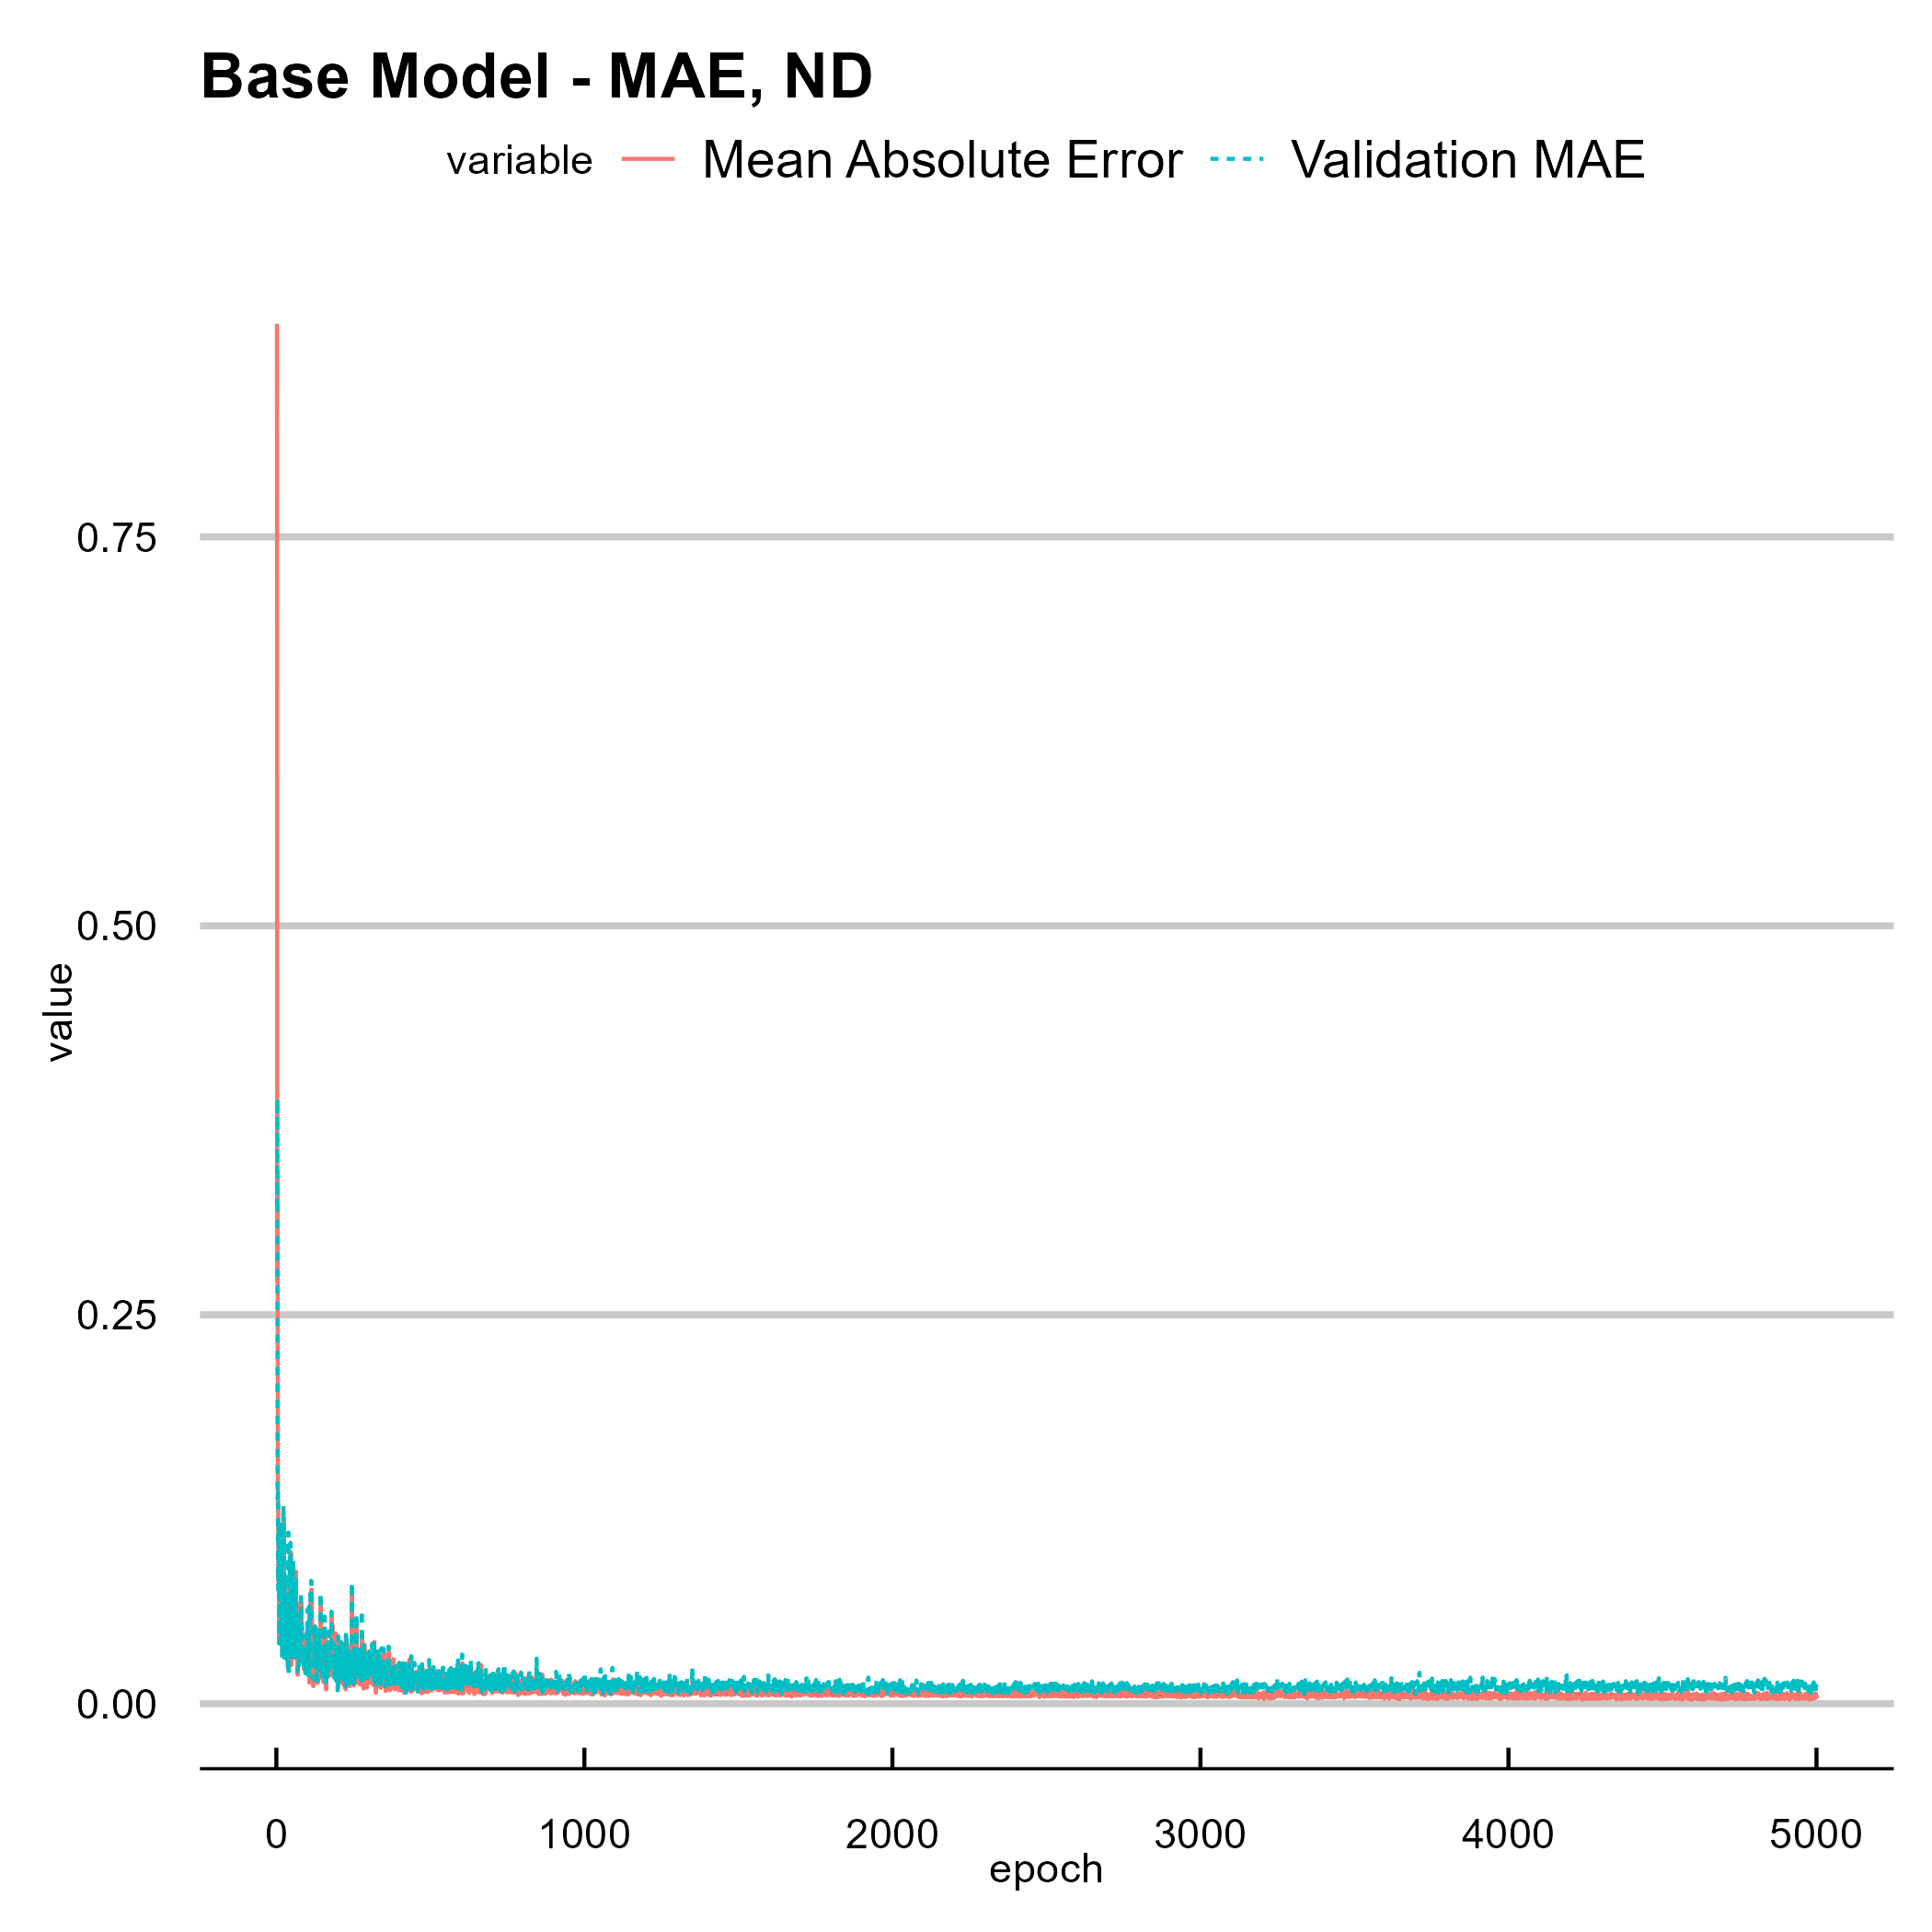 Base Model - MAE, ND
variable Mean Absolute Error Validation MAE
0.75
0.50
0.25
0.00
value
0 1000 2000 3000 4000 5000
epoch